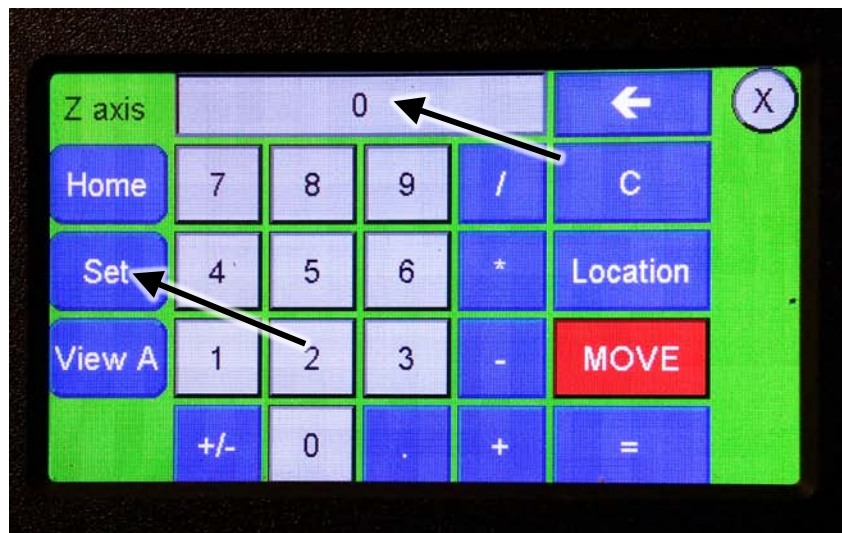 Z axis 0 ← X
Home 7 8 9 / C
Set 4 5 6 * Location
View A 1 2 3 - MOVE
+/- 0 . + =